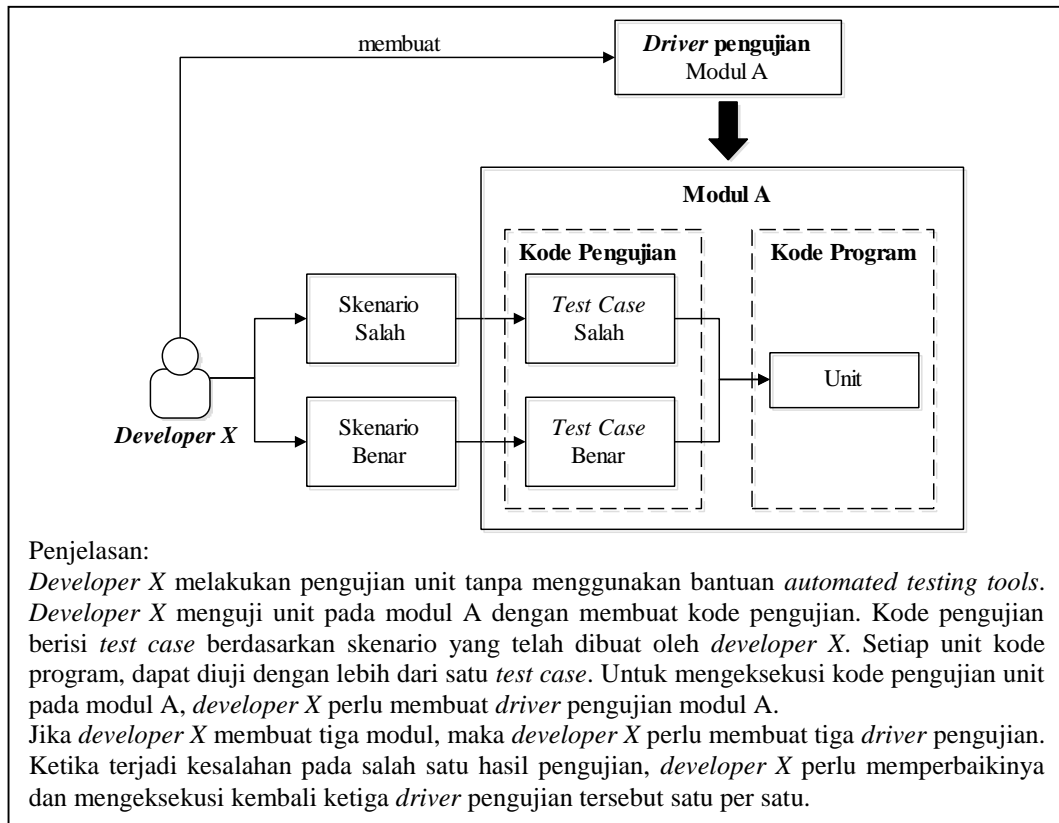 membuat
Driver pengujian
Modul A
Modul A
Kode Pengujian
Kode Program
Skenario
Salah
Test Case
Salah
Unit
Developer X
Skenario
Benar
Test Case
Benar
Penjelasan:
Developer X melakukan pengujian unit tanpa menggunakan bantuan automated testing tools.
Developer X menguji unit pada modul A dengan membuat kode pengujian. Kode pengujian
berisi test case berdasarkan skenario yang telah dibuat oleh developer X. Setiap unit kode
program, dapat diuji dengan lebih dari satu test case. Untuk mengeksekusi kode pengujian unit
pada modul A, developer X perlu membuat driver pengujian modul A.
Jika developer X membuat tiga modul, maka developer X perlu membuat tiga driver pengujian.
Ketika terjadi kesalahan pada salah satu hasil pengujian, developer X perlu memperbaikinya
dan mengeksekusi kembali ketiga driver pengujian tersebut satu per satu.